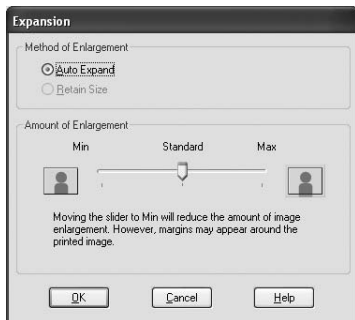 Expansion
Method of Enlargement
Auto Expand
Retain Size
Amount of Enlargement
Min Standard Max
Moving the slider to Min will reduce the amount of image
enlargement. However, margins may appear around the
printed image.
OK Cancel Help